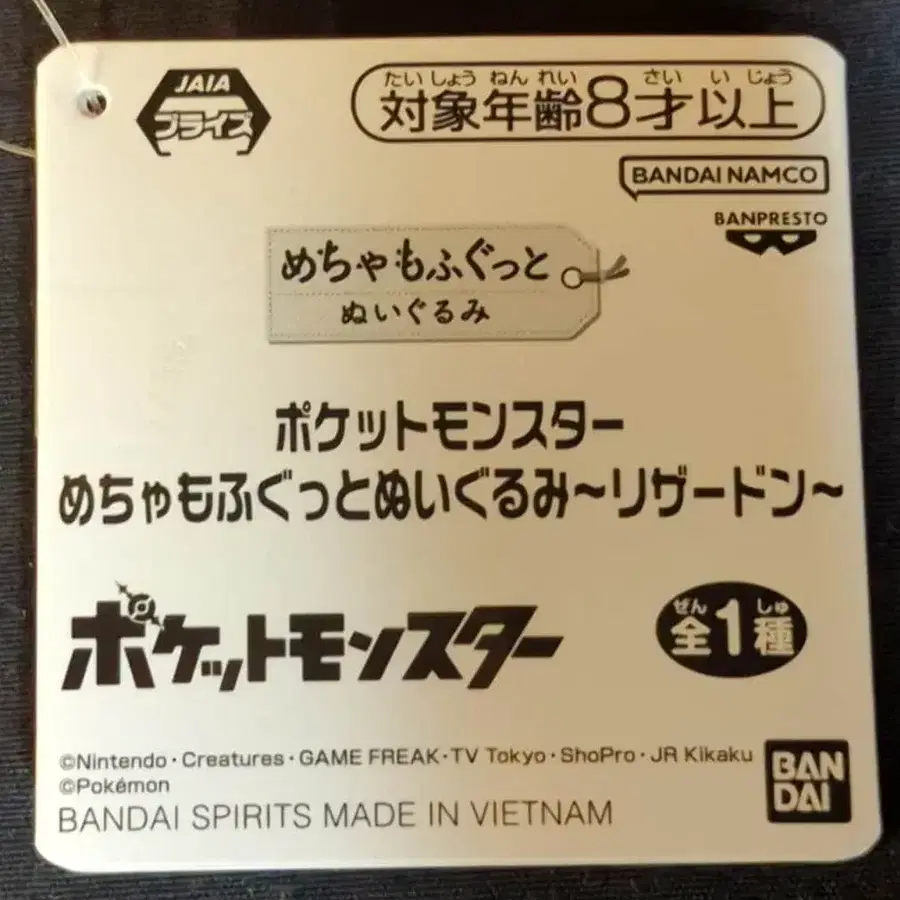 JAIA
プライズ
たいしょう ねん れい さい い じょう
対象年齢8才以上
BANDAI NAMCO
BANPRESTO
めちゃもふぐっと
ぬいぐるみ
ポケットモンスター
めちゃもふぐっとぬいぐるみ～リザードン～
ポケットモンスター
ぜん しゅ
全1種
©Nintendo・Creatures・GAME FREAK・TV Tokyo・ShoPro・JR Kikaku
©Pokémon
BANDAI SPIRITS MADE IN VIETNAM
BAN
DAI